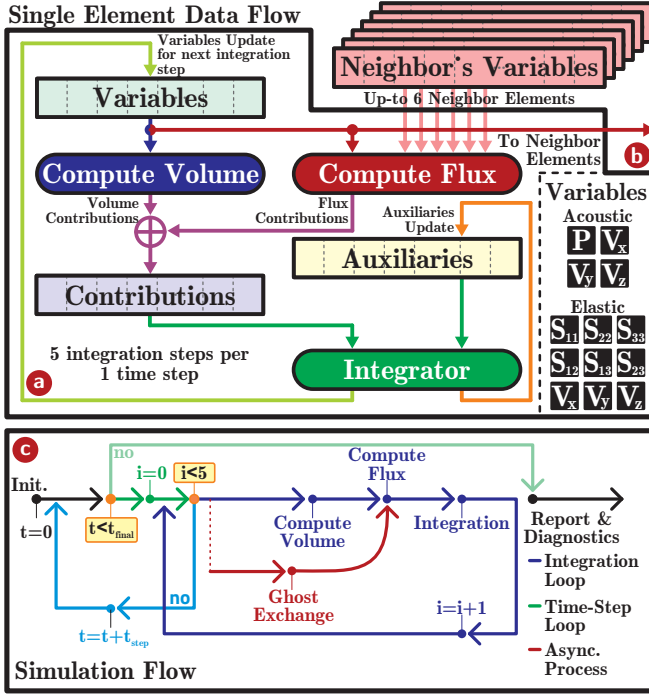 Single Element Data Flow
Variables Update
for next integration
step
Neighbor's Variables
Up-to 6 Neighbor Elements
Variables
To Neighbor
Elements
b
Compute Volume
Compute Flux
Volume
Contributions
Flux
Contributions
Auxiliaries
Update
Contributions
Auxiliaries
5 integration steps per
1 time step
a
Integrator
Variables
Acoustic
P Vx
Vy Vz
Elastic
S11 S22 S33
S12 S13 S23
Vx Vy Vz
c
no
Init.
i=0
i<5
Compute
Flux
t=0
t<tfinal
Compute
Volume
Integration
Report &
Diagnostics
no
Ghost
Exchange
i=i+1
t=t+tstep
Integration
Loop
Time-Step
Loop
Async.
Process
Simulation Flow